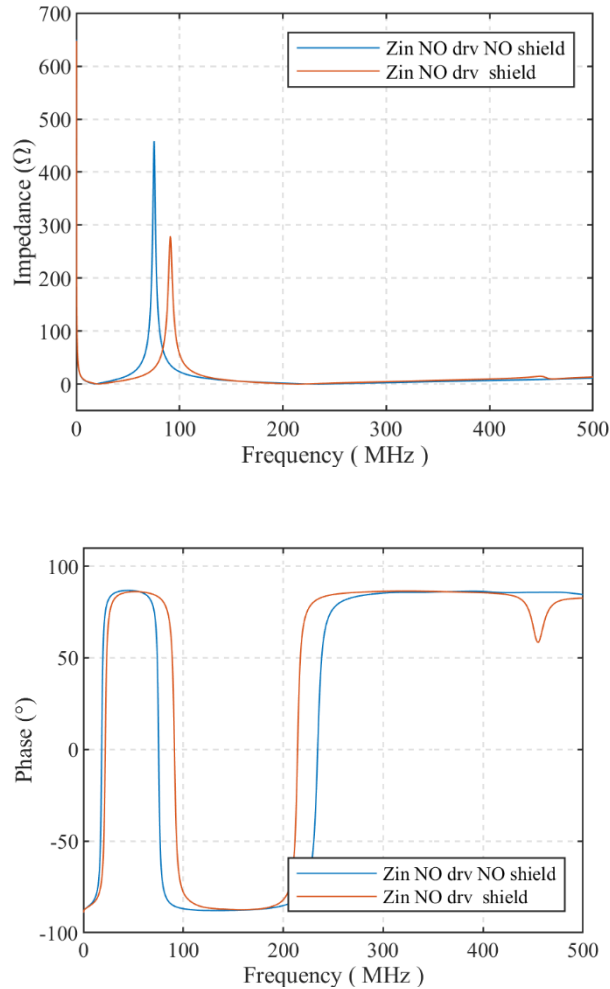 700
600
500
400
300
200
100
0
Impedance (Ω)
Zin NO drv NO shield
Zin NO drv  shield
0 100 200 300 400 500
Frequency ( MHz )
100
50
0
-50
-100
Phase (°)
Zin NO drv NO shield
Zin NO drv  shield
0 100 200 300 400 500
Frequency ( MHz )